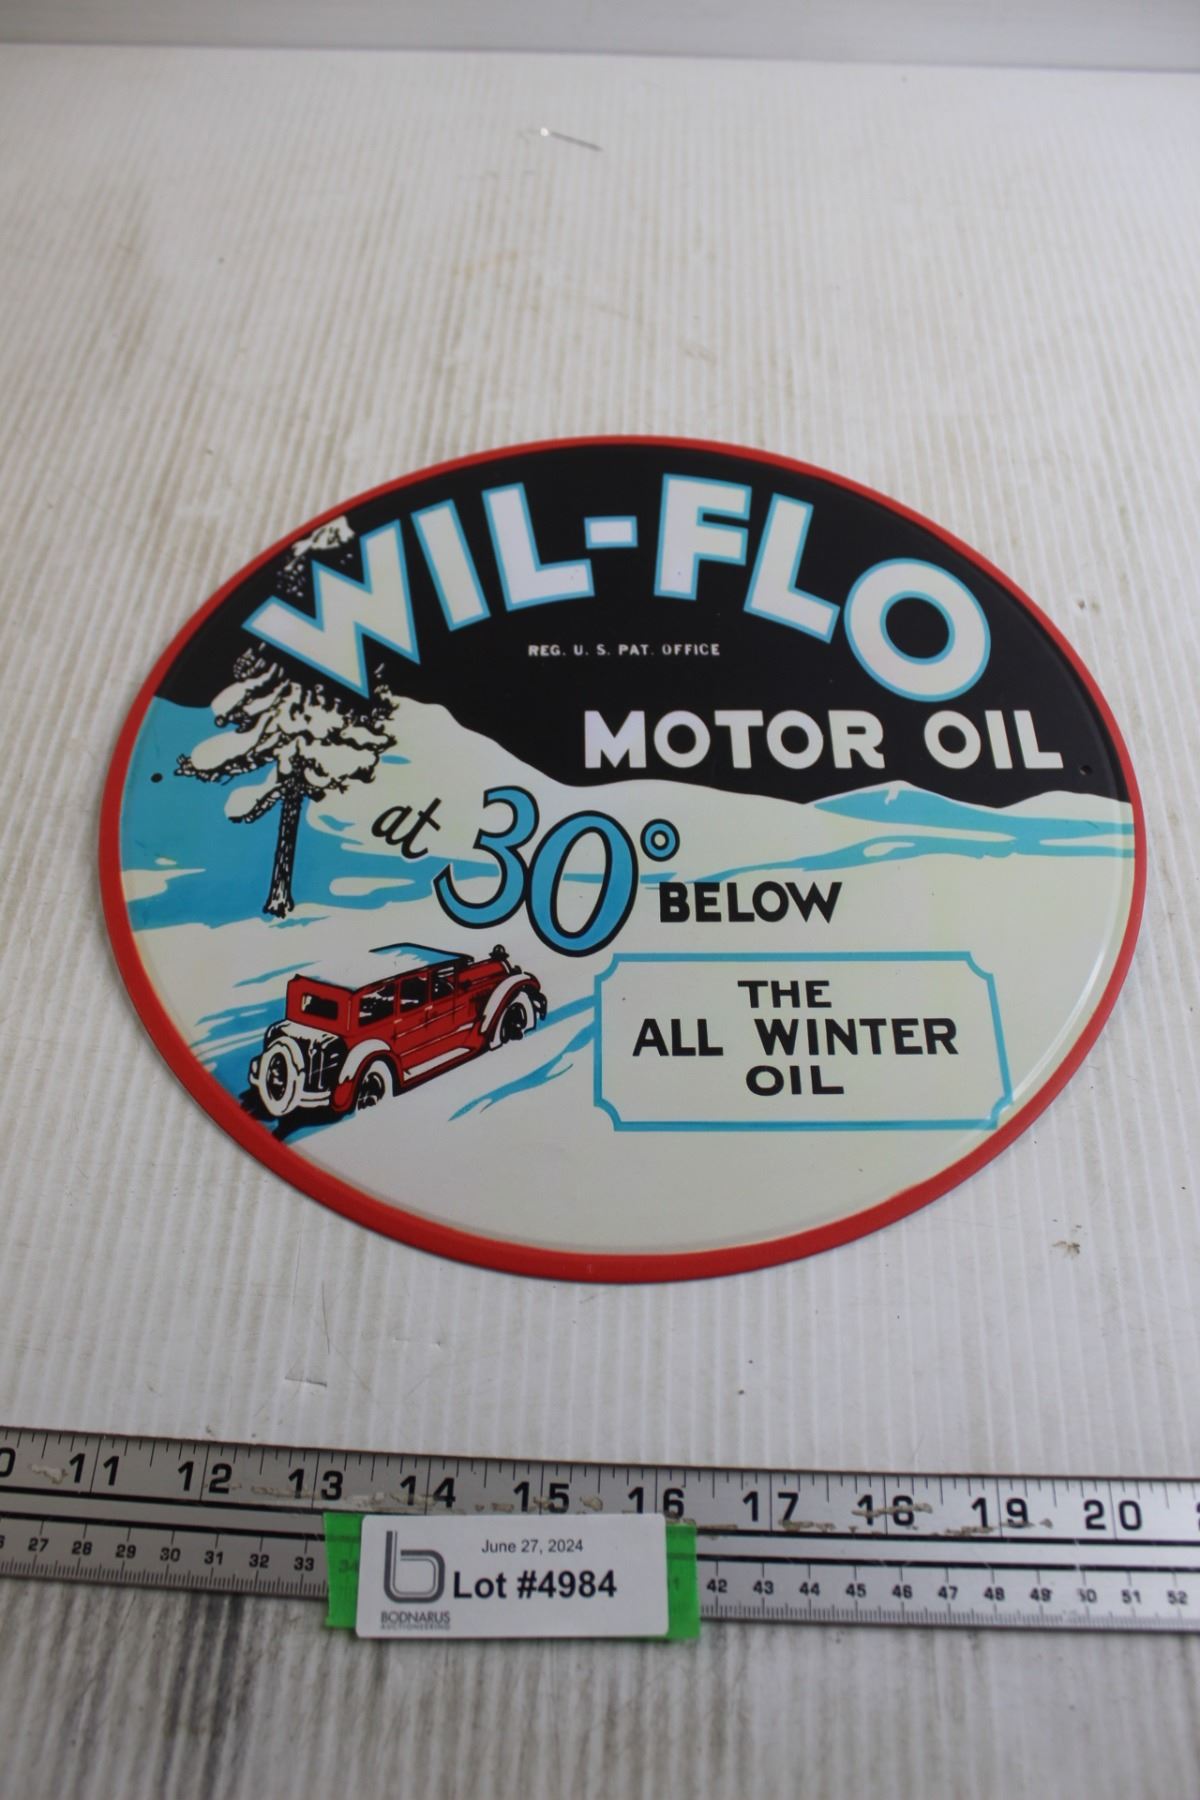 WIL-FLO
REG. U. S. PAT. OFFICE
MOTOR OIL
at 30° BELOW
THE
ALL WINTER
OIL
11 12 13 14 15 16 17 18 19 20
27 28 29 30 31 32 33 34 42 43 44 45 46 47 48 49 50 51 52
June 27, 2024
Lot #4984
BODNARUS
AUCTIONEERING